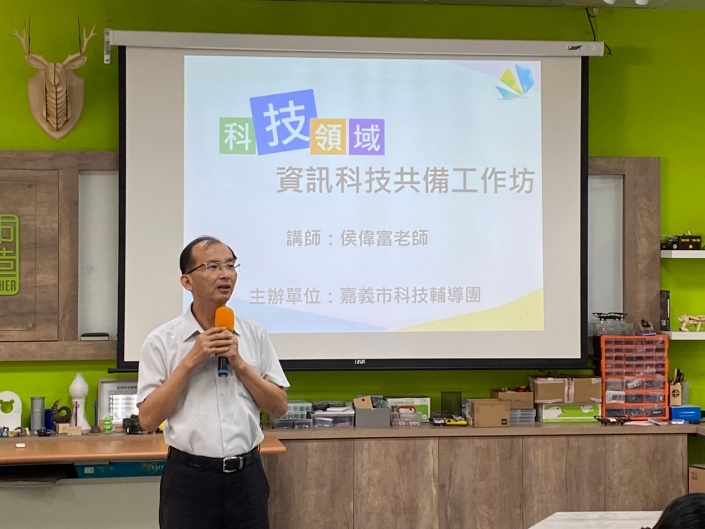 科技領域
資訊科技共備工作坊
講師：侯偉富老師
主辦單位：嘉義市科技輔導團
造